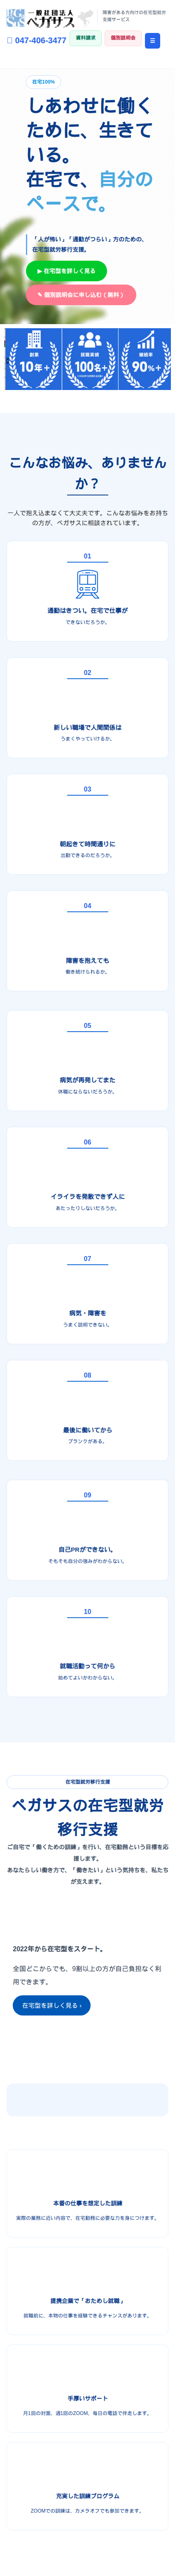 一般社団法人
ペガサス
障害がある方向けの在宅型就労
支援サービス
047-406-3477
資料請求
個別説明会
在宅100%
しあわせに働く
ために、生きて
いる。
在宅で、自分の
ペースで。
「人が怖い」「通勤がつらい」方のための、
在宅型就労移行支援。
▶ 在宅型を詳しく見る
✎ 個別説明会に申し込む（無料）
創業
10年+
就職実績
100名+
継続率
90%+
こんなお悩み、ありません
か？
一人で抱え込まなくて大丈夫です。こんなお悩みをお持ち
の方が、ペガサスに相談されています。
01
通勤はきつい。在宅で仕事が
できないだろうか。
02
新しい職場で人間関係は
うまくやっていけるか。
03
朝起きて時間通りに
出勤できるのだろうか。
04
障害を抱えても
働き続けられるか。
05
病気が再発してまた
休職にならないだろうか。
06
イライラを発散できず人に
あたったりしないだろうか。
07
病気・障害を
うまく説明できない。
08
最後に働いてから
ブランクがある。
09
自己PRができない。
そもそも自分の強みがわからない。
10
就職活動って何から
始めてよいかわからない。
在宅型就労移行支援
ペガサスの在宅型就労
移行支援
ご自宅で「働くための訓練」を行い、在宅勤務という目標を応
援します。
あなたらしい働き方で、「働きたい」という気持ちを、私たち
が支えます。
2022年から在宅型をスタート。
全国どこからでも、9割以上の方が自己負担なく利
用できます。
在宅型を詳しく見る ›
本番の仕事を想定した訓練
実際の業務に近い内容で、在宅勤務に必要な力を身につけます。
提携企業で「おためし就職」
就職前に、本物の仕事を経験できるチャンスがあります。
手厚いサポート
月1回の対面、週1回のZOOM、毎日の電話で伴走します。
充実した訓練プログラム
ZOOMでの訓練は、カメラオフでも参加できます。